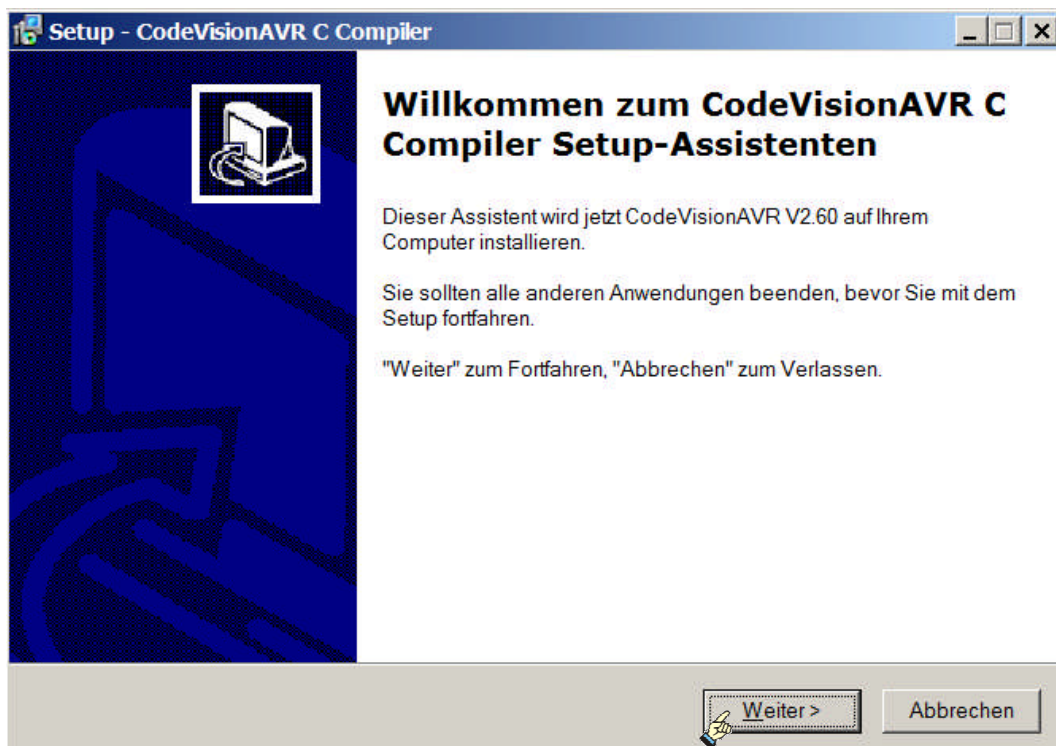 Setup - CodeVisionAVR C Compiler
Willkommen zum CodeVisionAVR C
Compiler Setup-Assistenten
Dieser Assistent wird jetzt CodeVisionAVR V2.60 auf Ihrem
Computer installieren.
Sie sollten alle anderen Anwendungen beenden, bevor Sie mit dem
Setup fortfahren.
"Weiter" zum Fortfahren, "Abbrechen" zum Verlassen.
Weiter >
Abbrechen